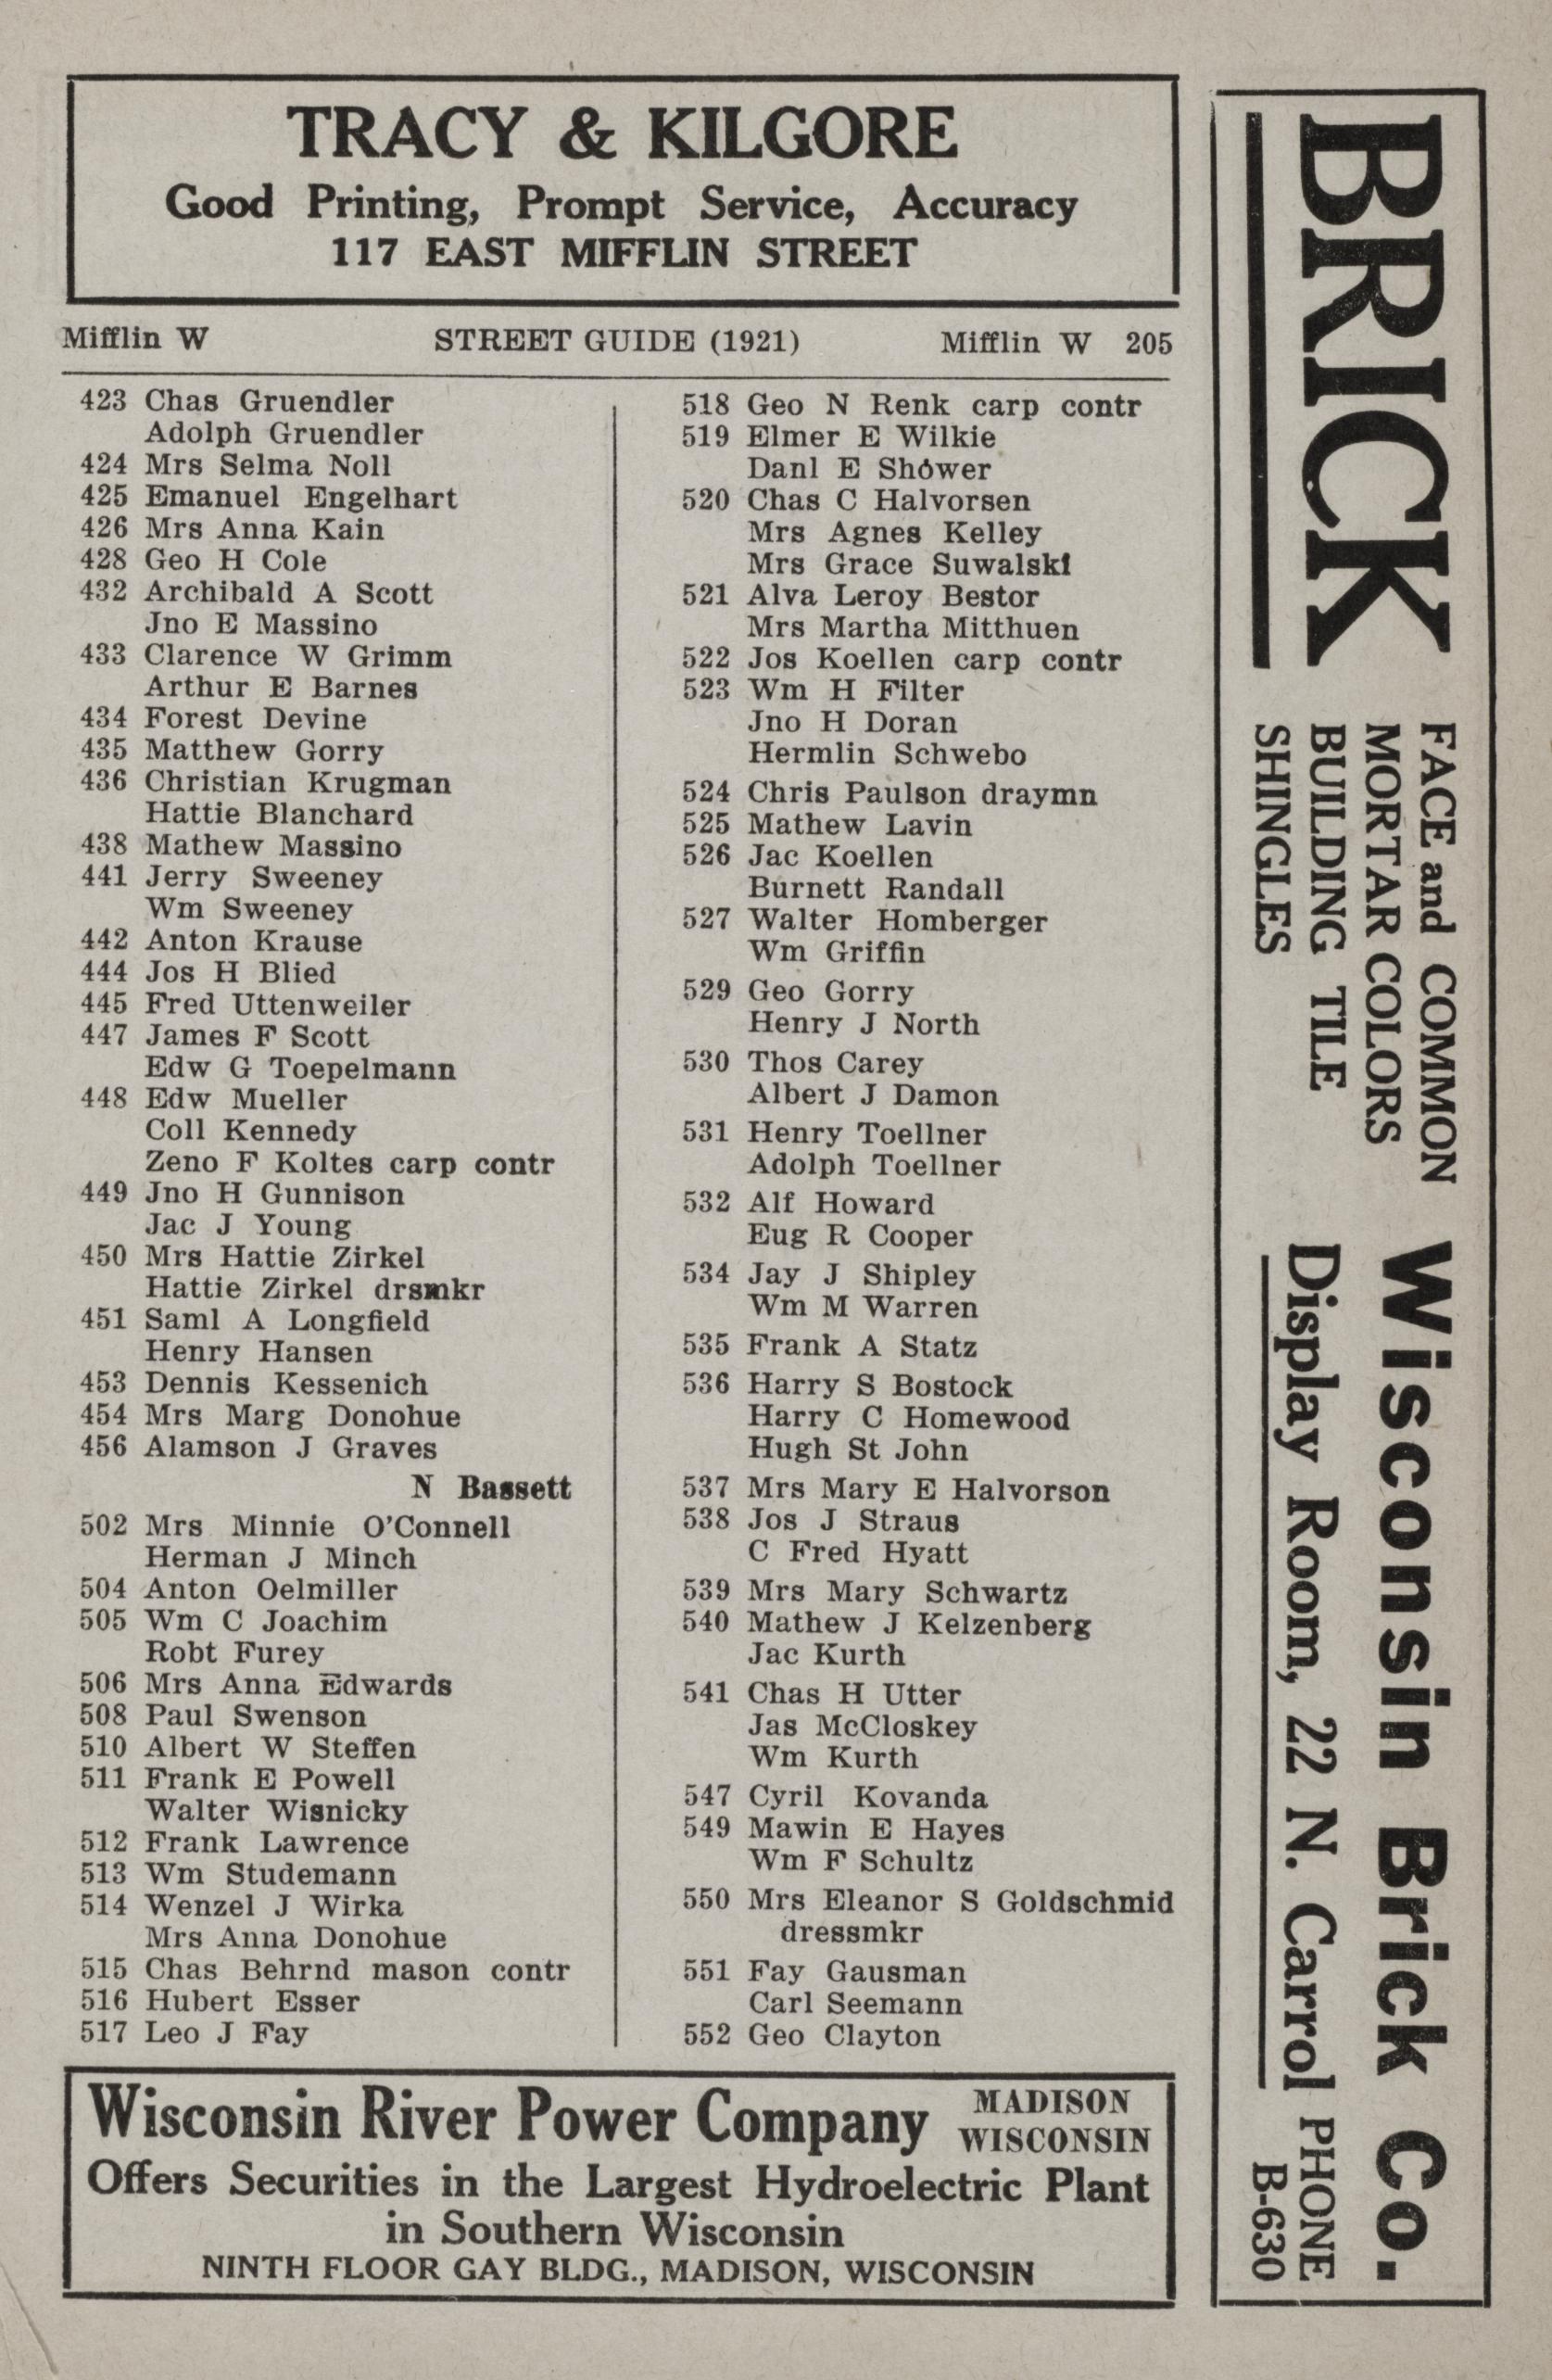 TRACY & KILGORE
Good Printing, Prompt Service, Accuracy
117 EAST MIFFLIN STREET
Mifflin W STREET GUIDE (1921) Mifflin W 205
423 Chas Gruendler
Adolph Gruendler
424 Mrs Selma Noll
425 Emanuel Engelhart
426 Mrs Anna Kain
428 Geo H Cole
432 Archibald A Scott
Jno E Massino
433 Clarence W Grimm
Arthur E Barnes
434 Forest Devine
435 Matthew Gorry
436 Christian Krugman
Hattie Blanchard
438 Mathew Massino
441 Jerry Sweeney
Wm Sweeney
442 Anton Krause
444 Jos H Blied
445 Fred Uttenweiler
447 James F Scott
Edw G Toepelmann
448 Edw Mueller
Coll Kennedy
Zeno F Koltes carp contr
449 Jno H Gunnison
Jac J Young
450 Mrs Hattie Zirkel
Hattie Zirkel drsmkr
451 Saml A Longfield
Henry Hansen
453 Dennis Kessenich
454 Mrs Marg Donohue
456 Alamson J Graves
N Bassett
502 Mrs Minnie O'Connell
Herman J Minch
504 Anton Oelmiller
505 Wm C Joachim
Robt Furey
506 Mrs Anna Edwards
508 Paul Swenson
510 Albert W Steffen
511 Frank E Powell
Walter Wisnicky
512 Frank Lawrence
513 Wm Studemann
514 Wenzel J Wirka
Mrs Anna Donohue
515 Chas Behrnd mason contr
516 Hubert Esser
517 Leo J Fay
518 Geo N Renk carp contr
519 Elmer E Wilkie
Danl E Shower
520 Chas C Halvorsen
Mrs Agnes Kelley
Mrs Grace Suwalski
521 Alva Leroy Bestor
Mrs Martha Mitthuen
522 Jos Koellen carp contr
523 Wm H Filter
Jno H Doran
Hermlin Schwebo
524 Chris Paulson draymn
525 Mathew Lavin
526 Jac Koellen
Burnett Randall
527 Walter Homberger
Wm Griffin
529 Geo Gorry
Henry J North
530 Thos Carey
Albert J Damon
531 Henry Toellner
Adolph Toellner
532 Alf Howard
Eug R Cooper
534 Jay J Shipley
Wm M Warren
535 Frank A Statz
536 Harry S Bostock
Harry C Homewood
Hugh St John
537 Mrs Mary E Halvorson
538 Jos J Straus
C Fred Hyatt
539 Mrs Mary Schwartz
540 Mathew J Kelzenberg
Jac Kurth
541 Chas H Utter
Jas McCloskey
Wm Kurth
547 Cyril Kovanda
549 Mawin E Hayes
Wm F Schultz
550 Mrs Eleanor S Goldschmid
dressmkr
551 Fay Gausman
Carl Seemann
552 Geo Clayton
Wisconsin River Power Company MADISON
WISCONSIN
Offers Securities in the Largest Hydroelectric Plant
in Southern Wisconsin
NINTH FLOOR GAY BLDG., MADISON, WISCONSIN
BRICK
FACE and COMMON
MORTAR COLORS
BUILDING TILE
SHINGLES
Wisconsin Brick Co.
Display Room, 22 N. Carrol PHONE
B-630